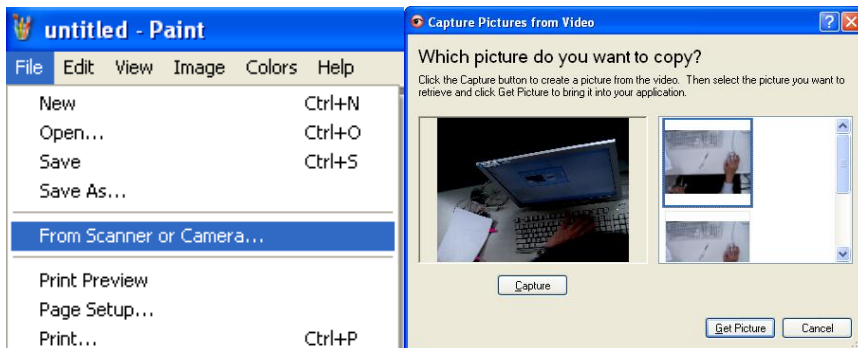 untitled - Paint
File Edit View Image Colors Help
New Ctrl+N
Open... Ctrl+O
Save Ctrl+S
Save As...
From Scanner or Camera...
Print Preview
Page Setup...
Print... Ctrl+P
Capture Pictures from Video
Which picture do you want to copy?
Click the Capture button to create a picture from the video. Then select the picture you want to
retrieve and click Get Picture to bring it into your application.
Capture
Get Picture Cancel